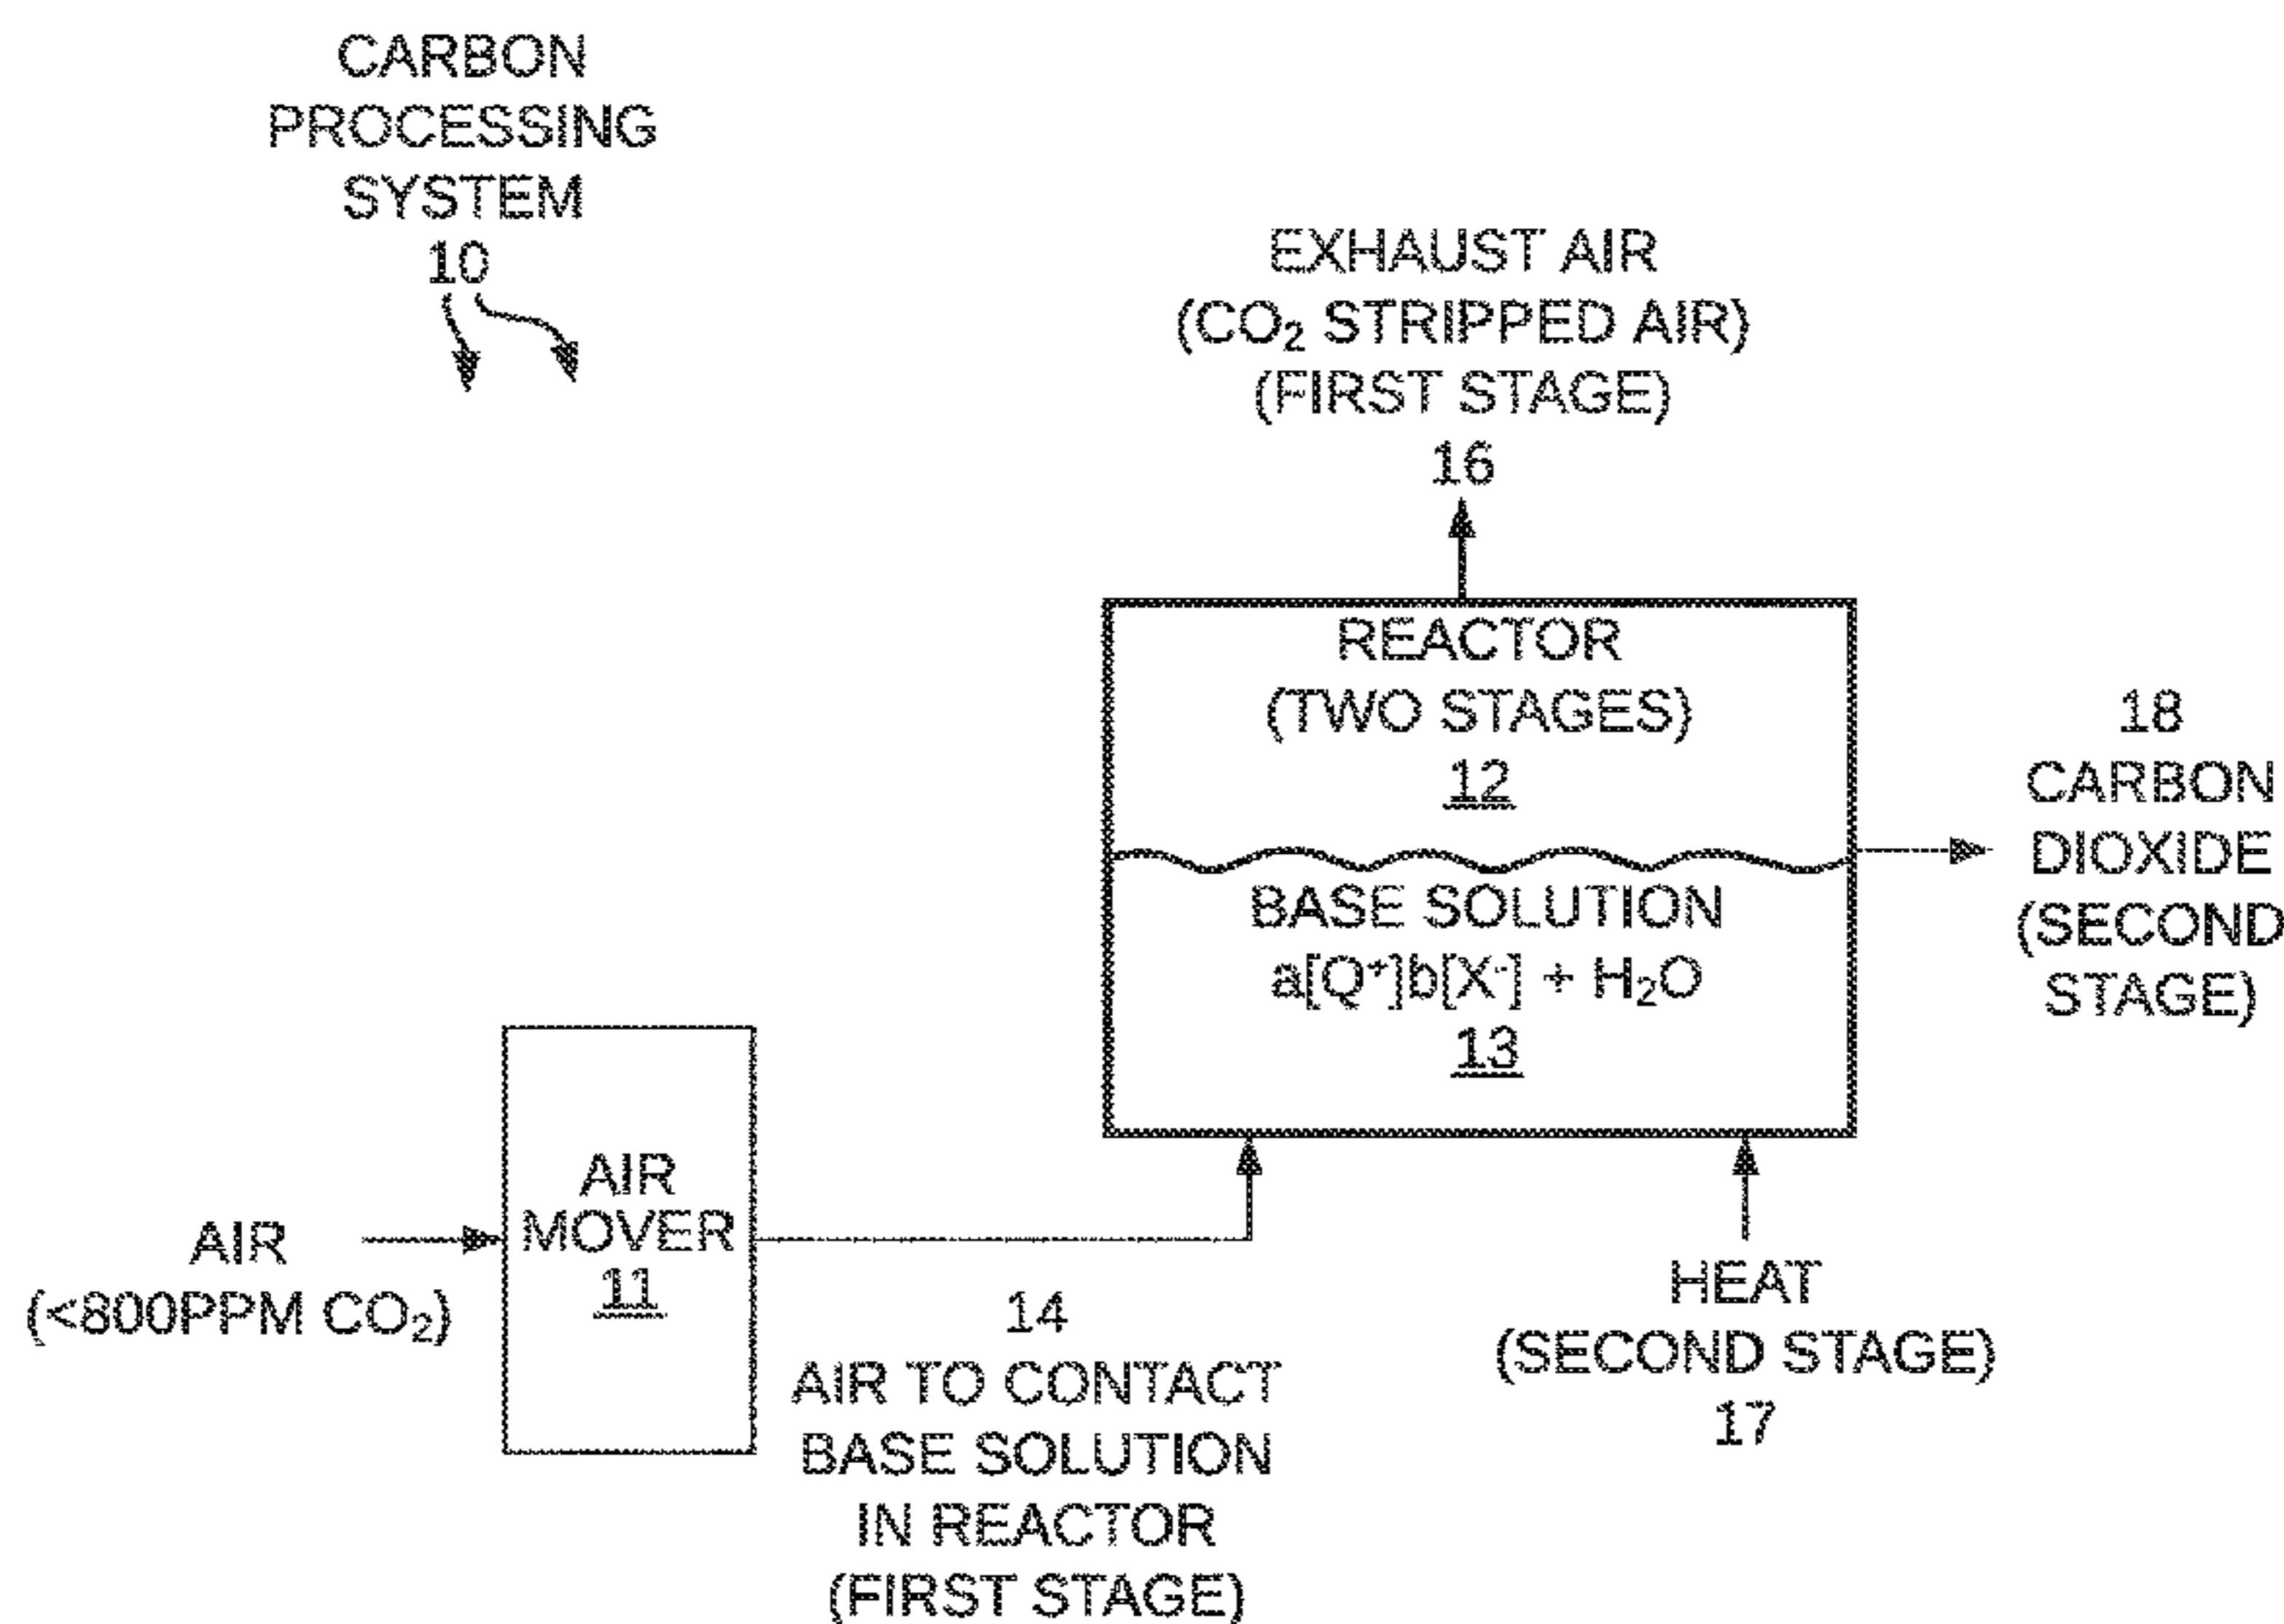 CARBON
PROCESSING
SYSTEM
10
EXHAUST AIR
(CO₂ STRIPPED AIR)
(FIRST STAGE)
16
REACTOR
(TWO STAGES)
12
BASE SOLUTION
a[Q⁺]b[X⁻] + H₂O
13
18
CARBON
DIOXIDE
(SECOND
STAGE)
AIR
MOVER
11
AIR
(<800PPM CO₂)
14
AIR TO CONTACT
BASE SOLUTION
IN REACTOR
(FIRST STAGE)
HEAT
(SECOND STAGE)
17